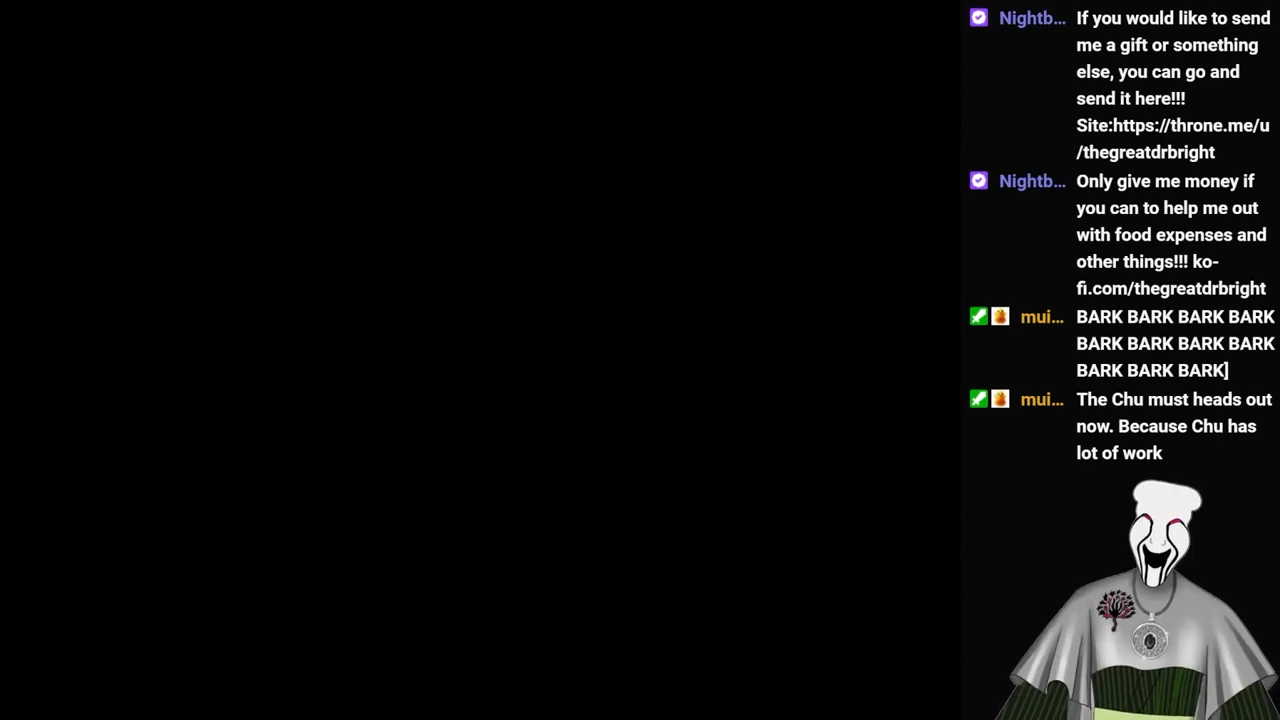 Nightb... If you would like to send
me a gift or something
else, you can go and
send it here!!!
Site:https://throne.me/u
/thegreatdrbright
Nightb... Only give me money if
you can to help me out
with food expenses and
other things!!! ko-
fi.com/thegreatdrbright
mui... BARK BARK BARK BARK
BARK BARK BARK BARK
BARK BARK BARK]
mui... The Chu must heads out
now. Because Chu has
lot of work